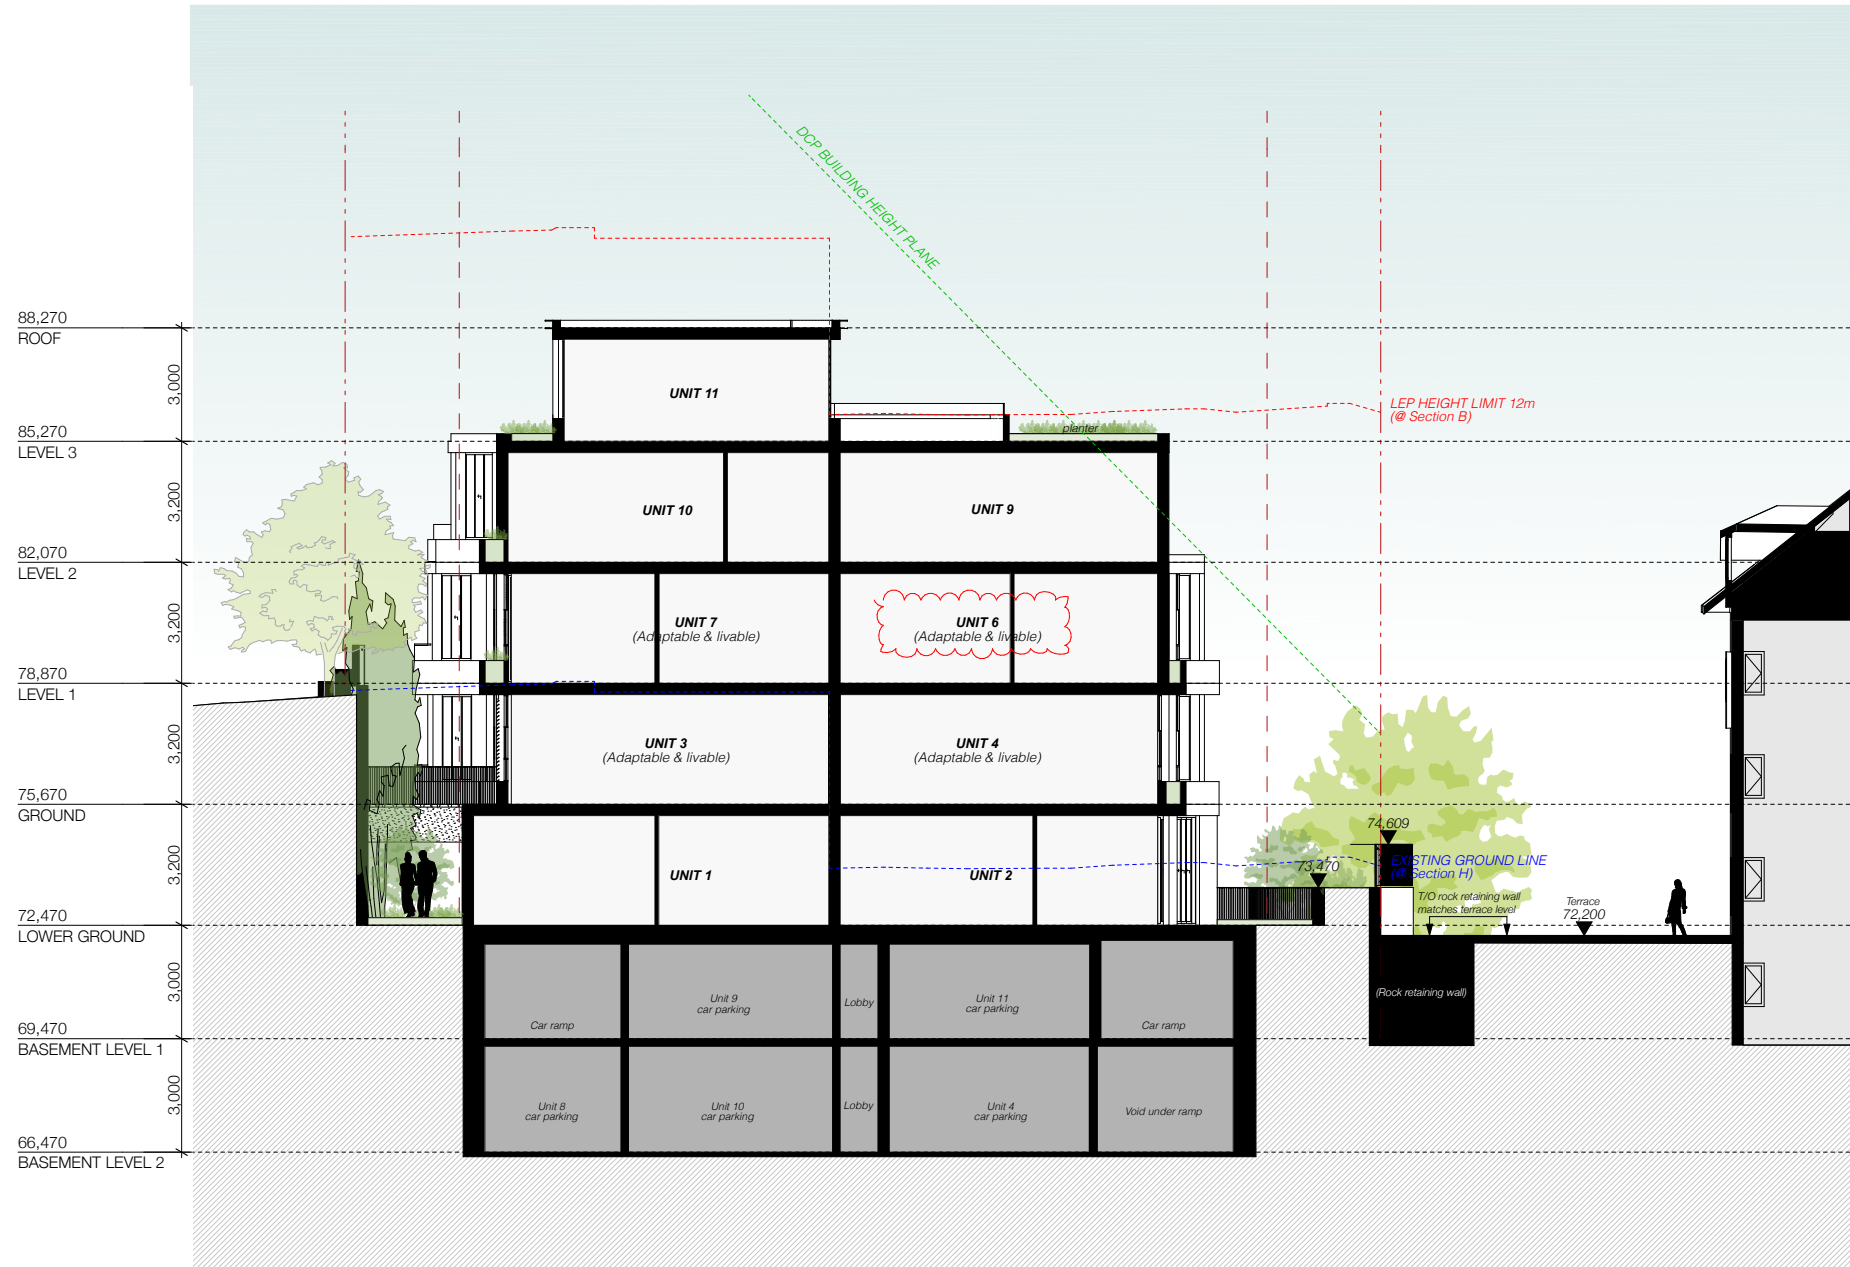 DCP BUILDING HEIGHT PLANE
88,270
ROOF
3,000
UNIT 11
LEP HEIGHT LIMIT 12m
(@ Section B)
planter
85,270
LEVEL 3
3,200
UNIT 10
UNIT 9
82,070
LEVEL 2
3,200
UNIT 7
(Adaptable & livable)
UNIT 6
(Adaptable & livable)
78,870
LEVEL 1
3,200
UNIT 3
(Adaptable & livable)
UNIT 4
(Adaptable & livable)
75,670
GROUND
74,609
3,200
UNIT 1
UNIT 2
73,470
EXISTING GROUND LINE
(@ Section H)
T/O rock retaining wall
matches terrace level
Terrace
72,200
72,470
LOWER GROUND
3,000
Car ramp
Unit 9
car parking
Lobby
Unit 11
car parking
Car ramp
(Rock retaining wall)
69,470
BASEMENT LEVEL 1
3,000
Unit 8
car parking
Unit 10
car parking
Lobby
Unit 4
car parking
Void under ramp
66,470
BASEMENT LEVEL 2